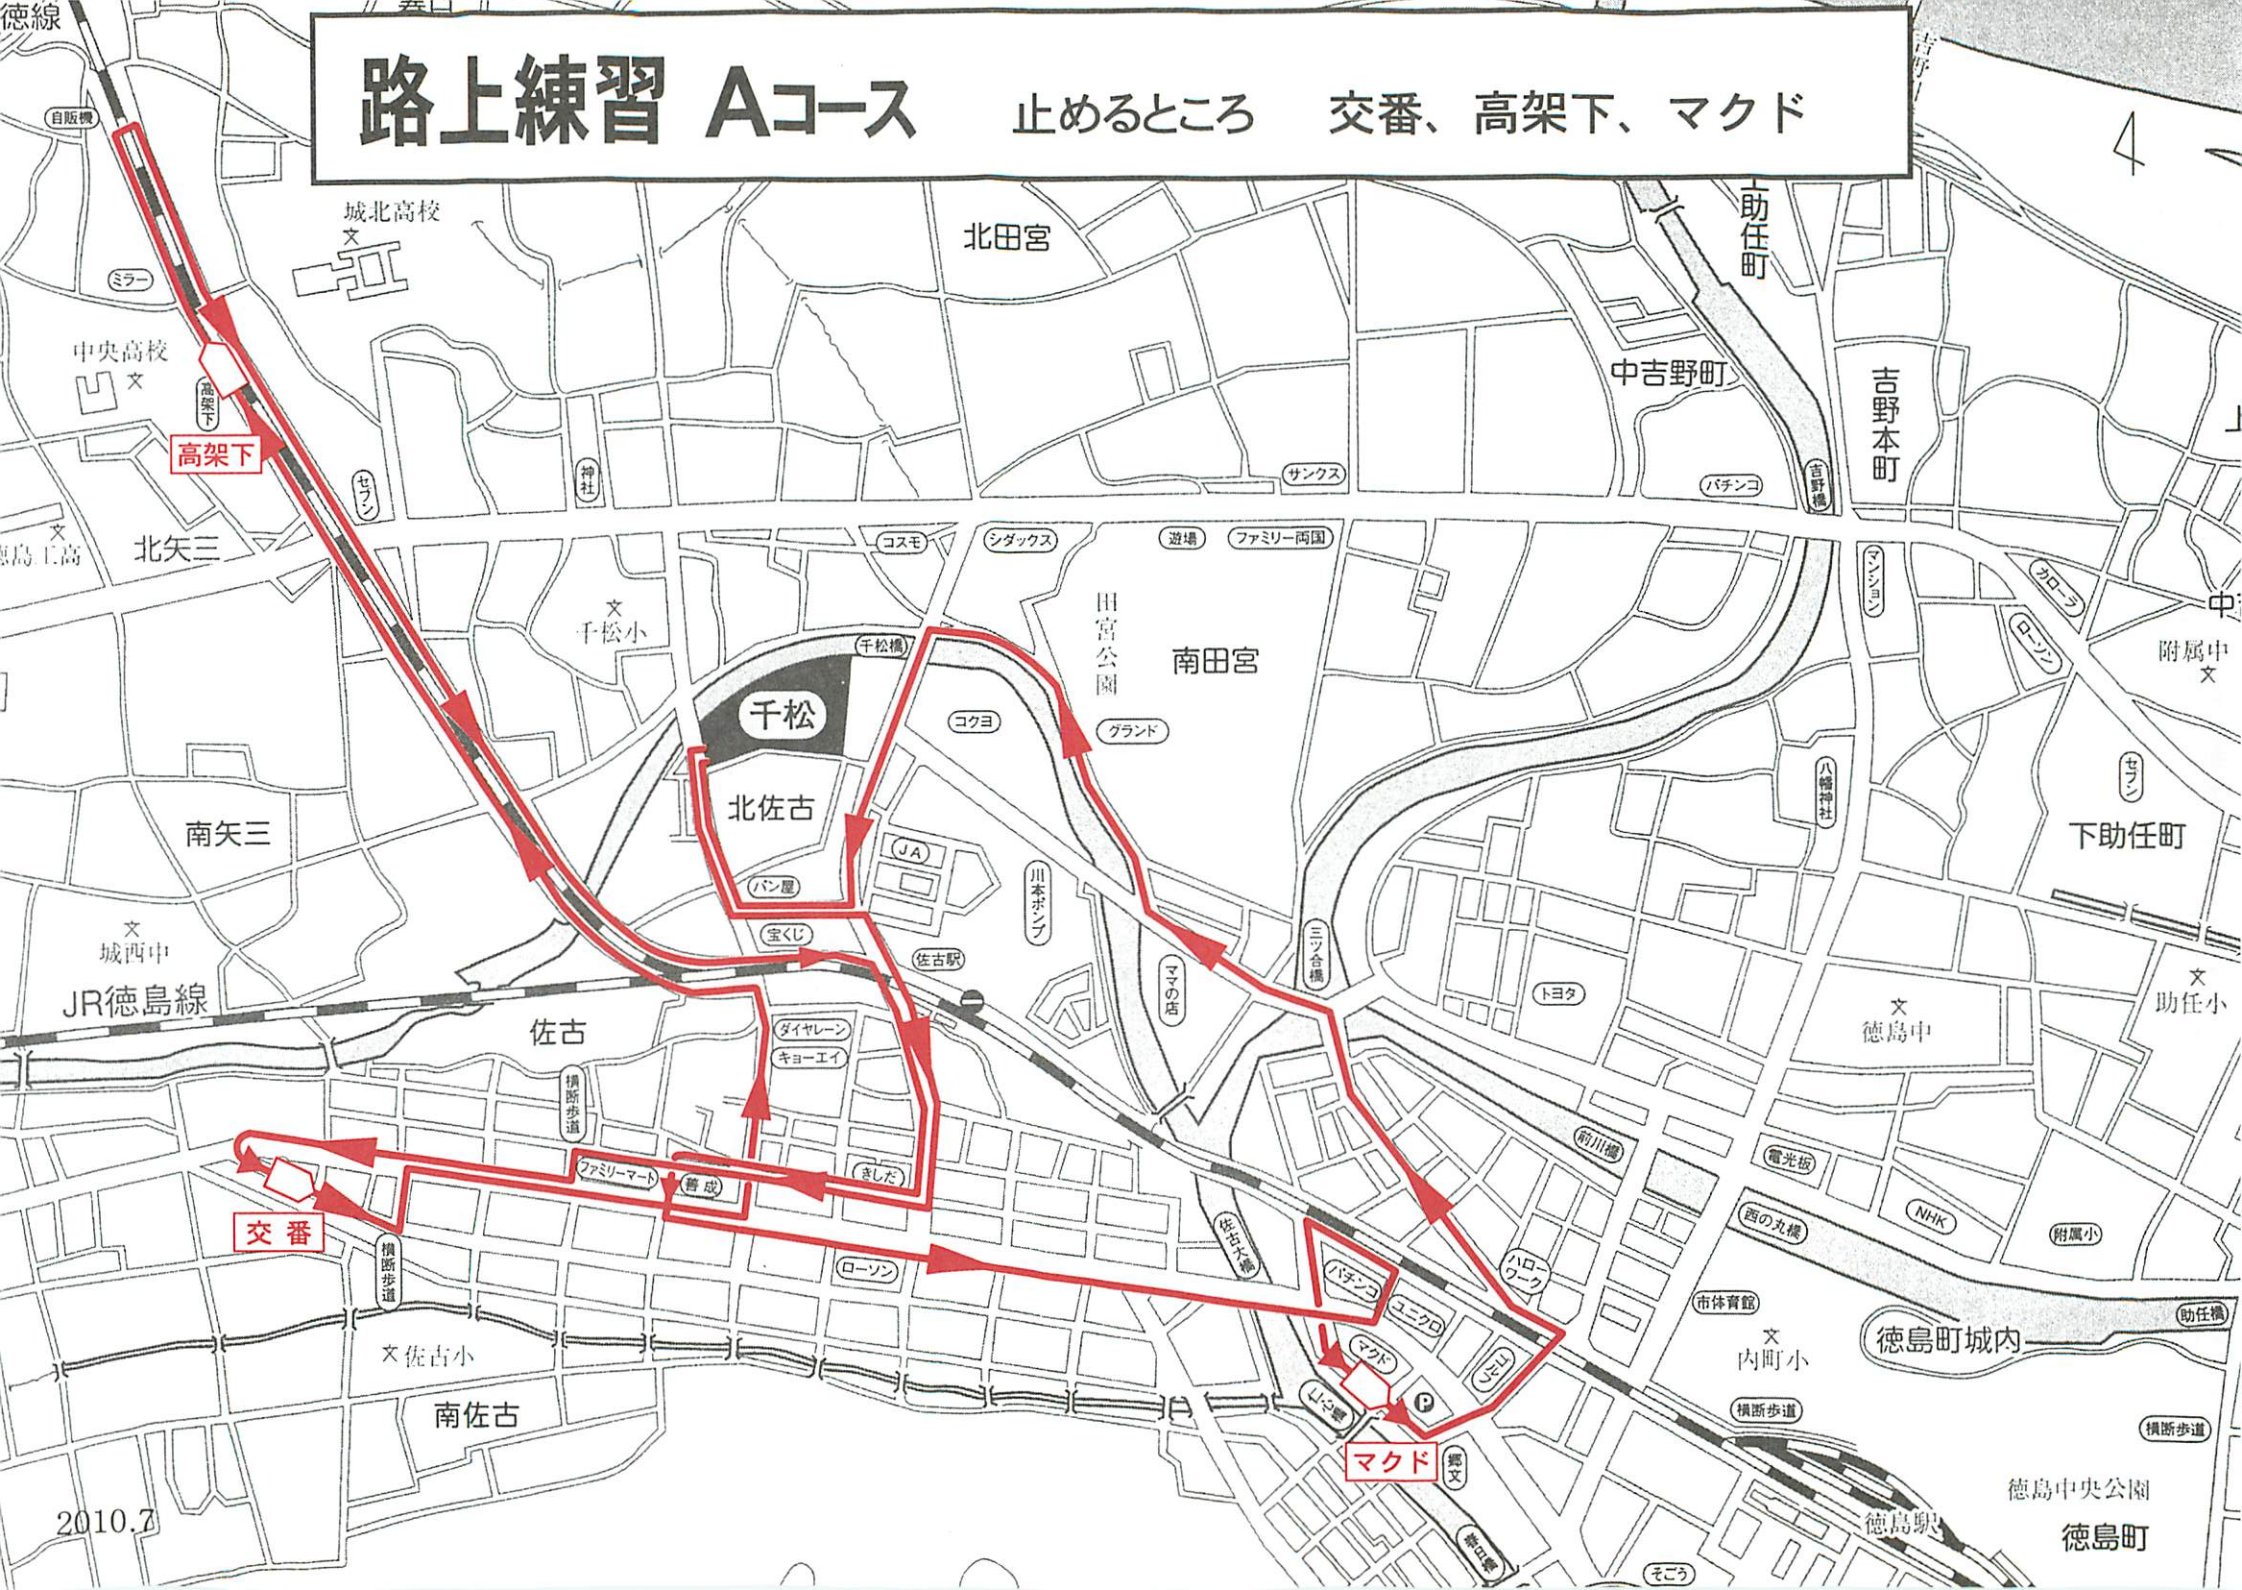 路上練習 Aコース 止めるところ 交番、高架下、マクド
徳線
自販機
4
城北高校
北田宮
上助任町
ミラー
中央高校
高架下
高架下
中吉野町
吉野本町
セブン
神社
サンクス
パチンコ
吉野橋
徳島工高
北矢三
コスモ
シダックス
遊場
ファミリー両国
マンション
カローラ
千松小
田宮公園
南田宮
ローソン
附属中
千松橋
千松
コクヨ
グランド
セブン
南矢三
北佐古
JA
八幡神社
下助任町
パン屋
川本ポンプ
城西中
宝くじ
佐古駅
ママの店
三ツ合橋
トヨタ
徳島中
助任小
JR徳島線
佐古
ダイヤレーン
キョーエイ
横断歩道
ファミリーマート
善成
きしだ
前川橋
電光板
交番
横断歩道
佐古大橋
西の丸橋
NHK
附属小
ローソン
パチンコ
ユニクロ
ハローワーク
市体育館
助任橋
佐古小
マクド
ゴルフ
内町小
徳島町城内
南佐古
P
横断歩道
横断歩道
マクド
郷文
徳島中央公園
2010.7
徳島駅
徳島町
春日橋
そごう